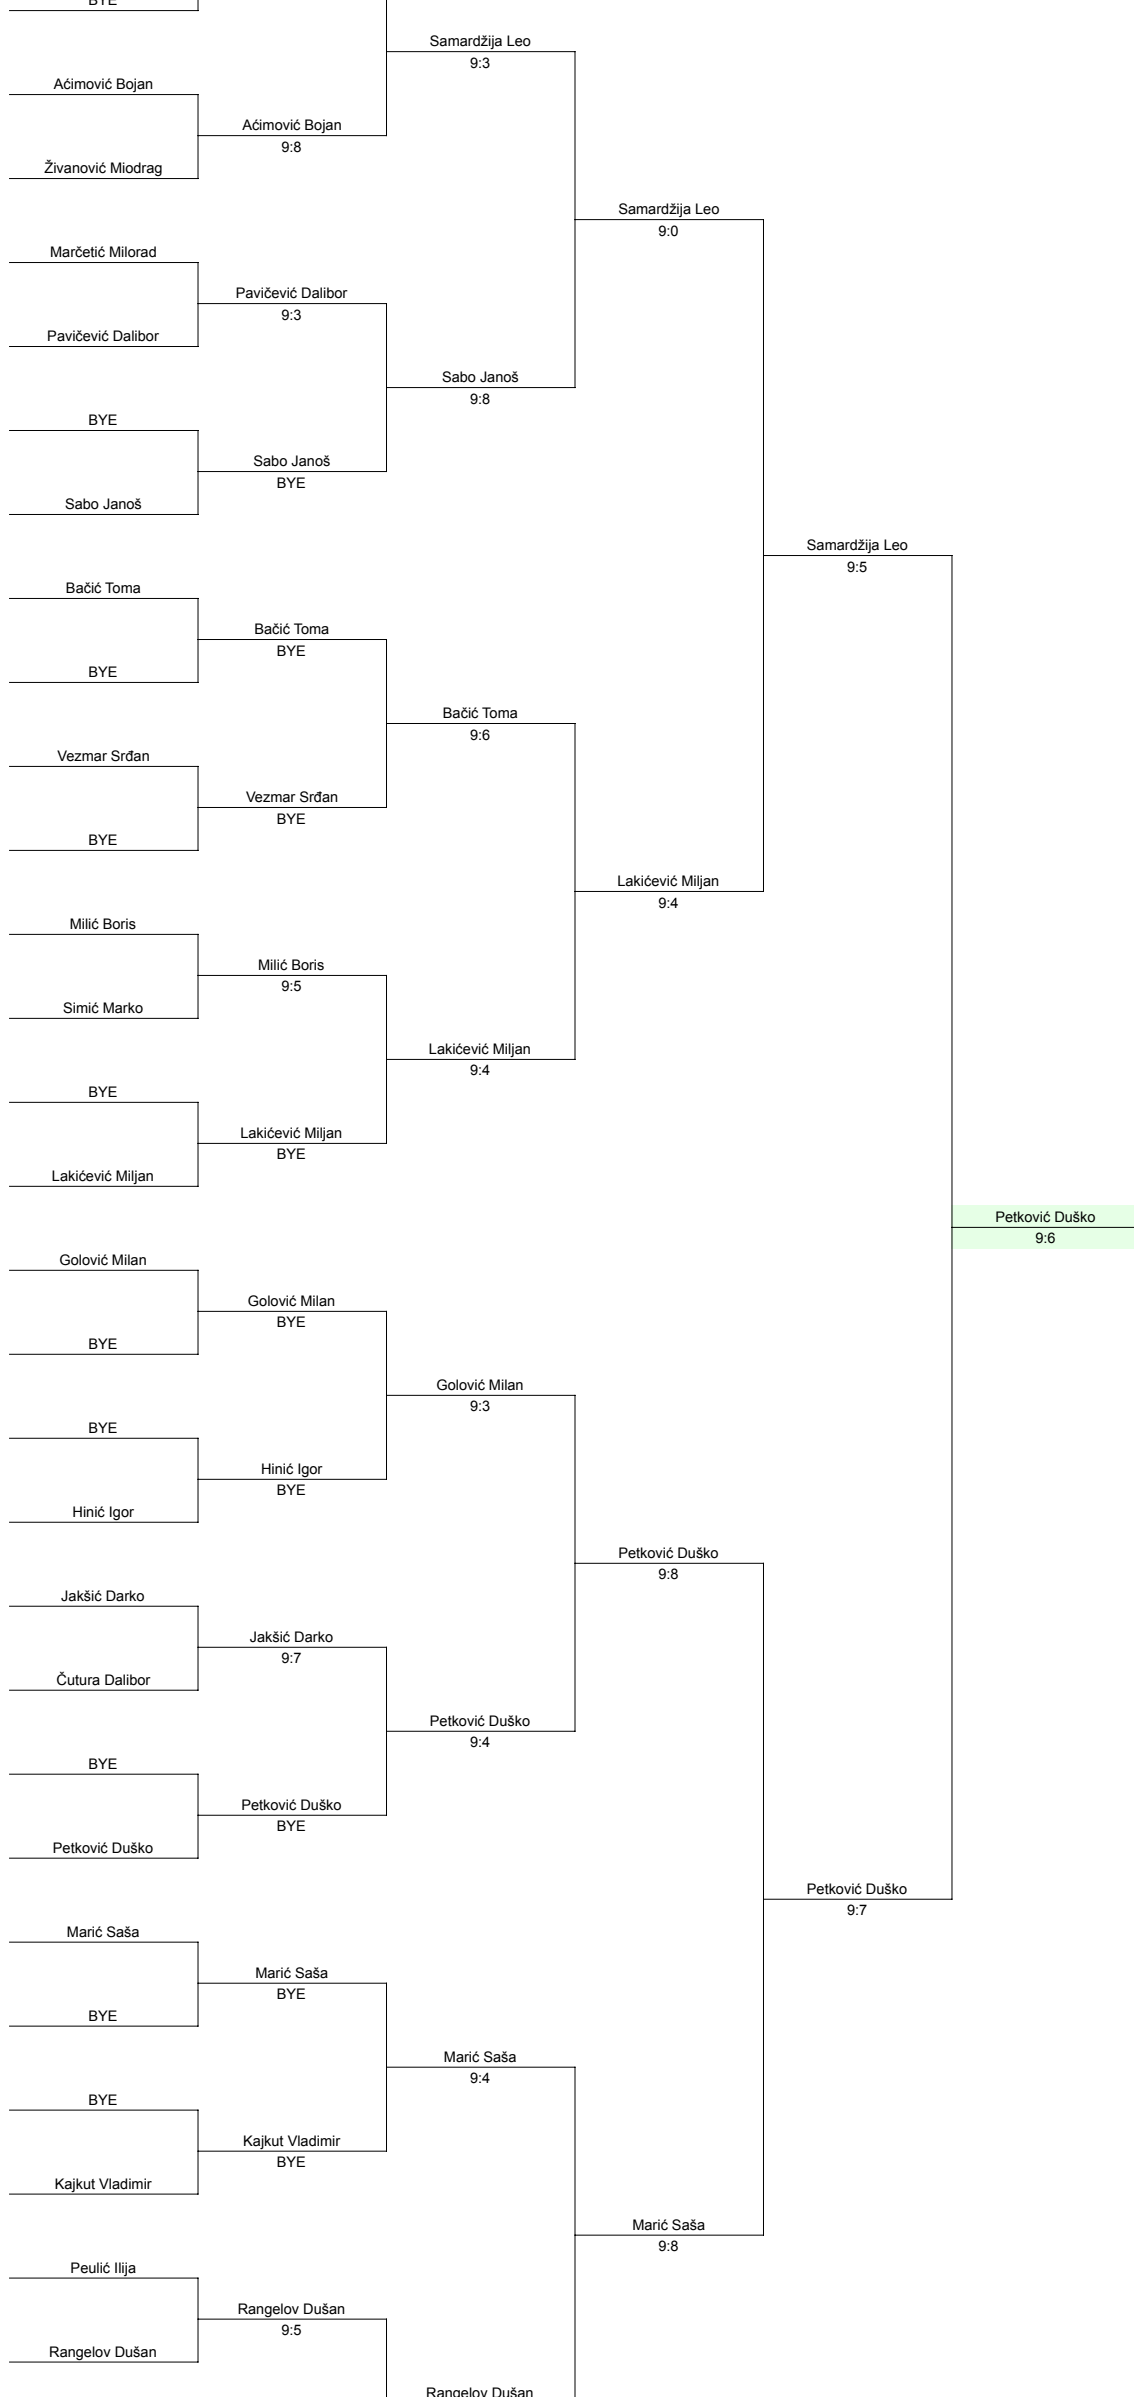 BYE
Samardžija Leo
9:3
Aćimović Bojan
Aćimović Bojan
9:8
Živanović Miodrag
Samardžija Leo
9:0
Marčetić Milorad
Pavičević Dalibor
9:3
Pavičević Dalibor
Sabo Janoš
9:8
BYE
Sabo Janoš
BYE
Sabo Janoš
Samardžija Leo
9:5
Bačić Toma
Bačić Toma
BYE
BYE
Bačić Toma
9:6
Vezmar Srđan
Vezmar Srđan
BYE
BYE
Lakićević Miljan
9:4
Milić Boris
Milić Boris
9:5
Simić Marko
Lakićević Miljan
9:4
BYE
Lakićević Miljan
BYE
Lakićević Miljan
Petković Duško
9:6
Golović Milan
Golović Milan
BYE
BYE
Golović Milan
9:3
BYE
Hinić Igor
BYE
Hinić Igor
Petković Duško
9:8
Jakšić Darko
Jakšić Darko
9:7
Čutura Dalibor
Petković Duško
9:4
BYE
Petković Duško
BYE
Petković Duško
Petković Duško
9:7
Marić Saša
Marić Saša
BYE
BYE
Marić Saša
9:4
BYE
Kajkut Vladimir
BYE
Kajkut Vladimir
Marić Saša
9:8
Peulić Ilija
Rangelov Dušan
9:5
Rangelov Dušan
Rangelov Dušan